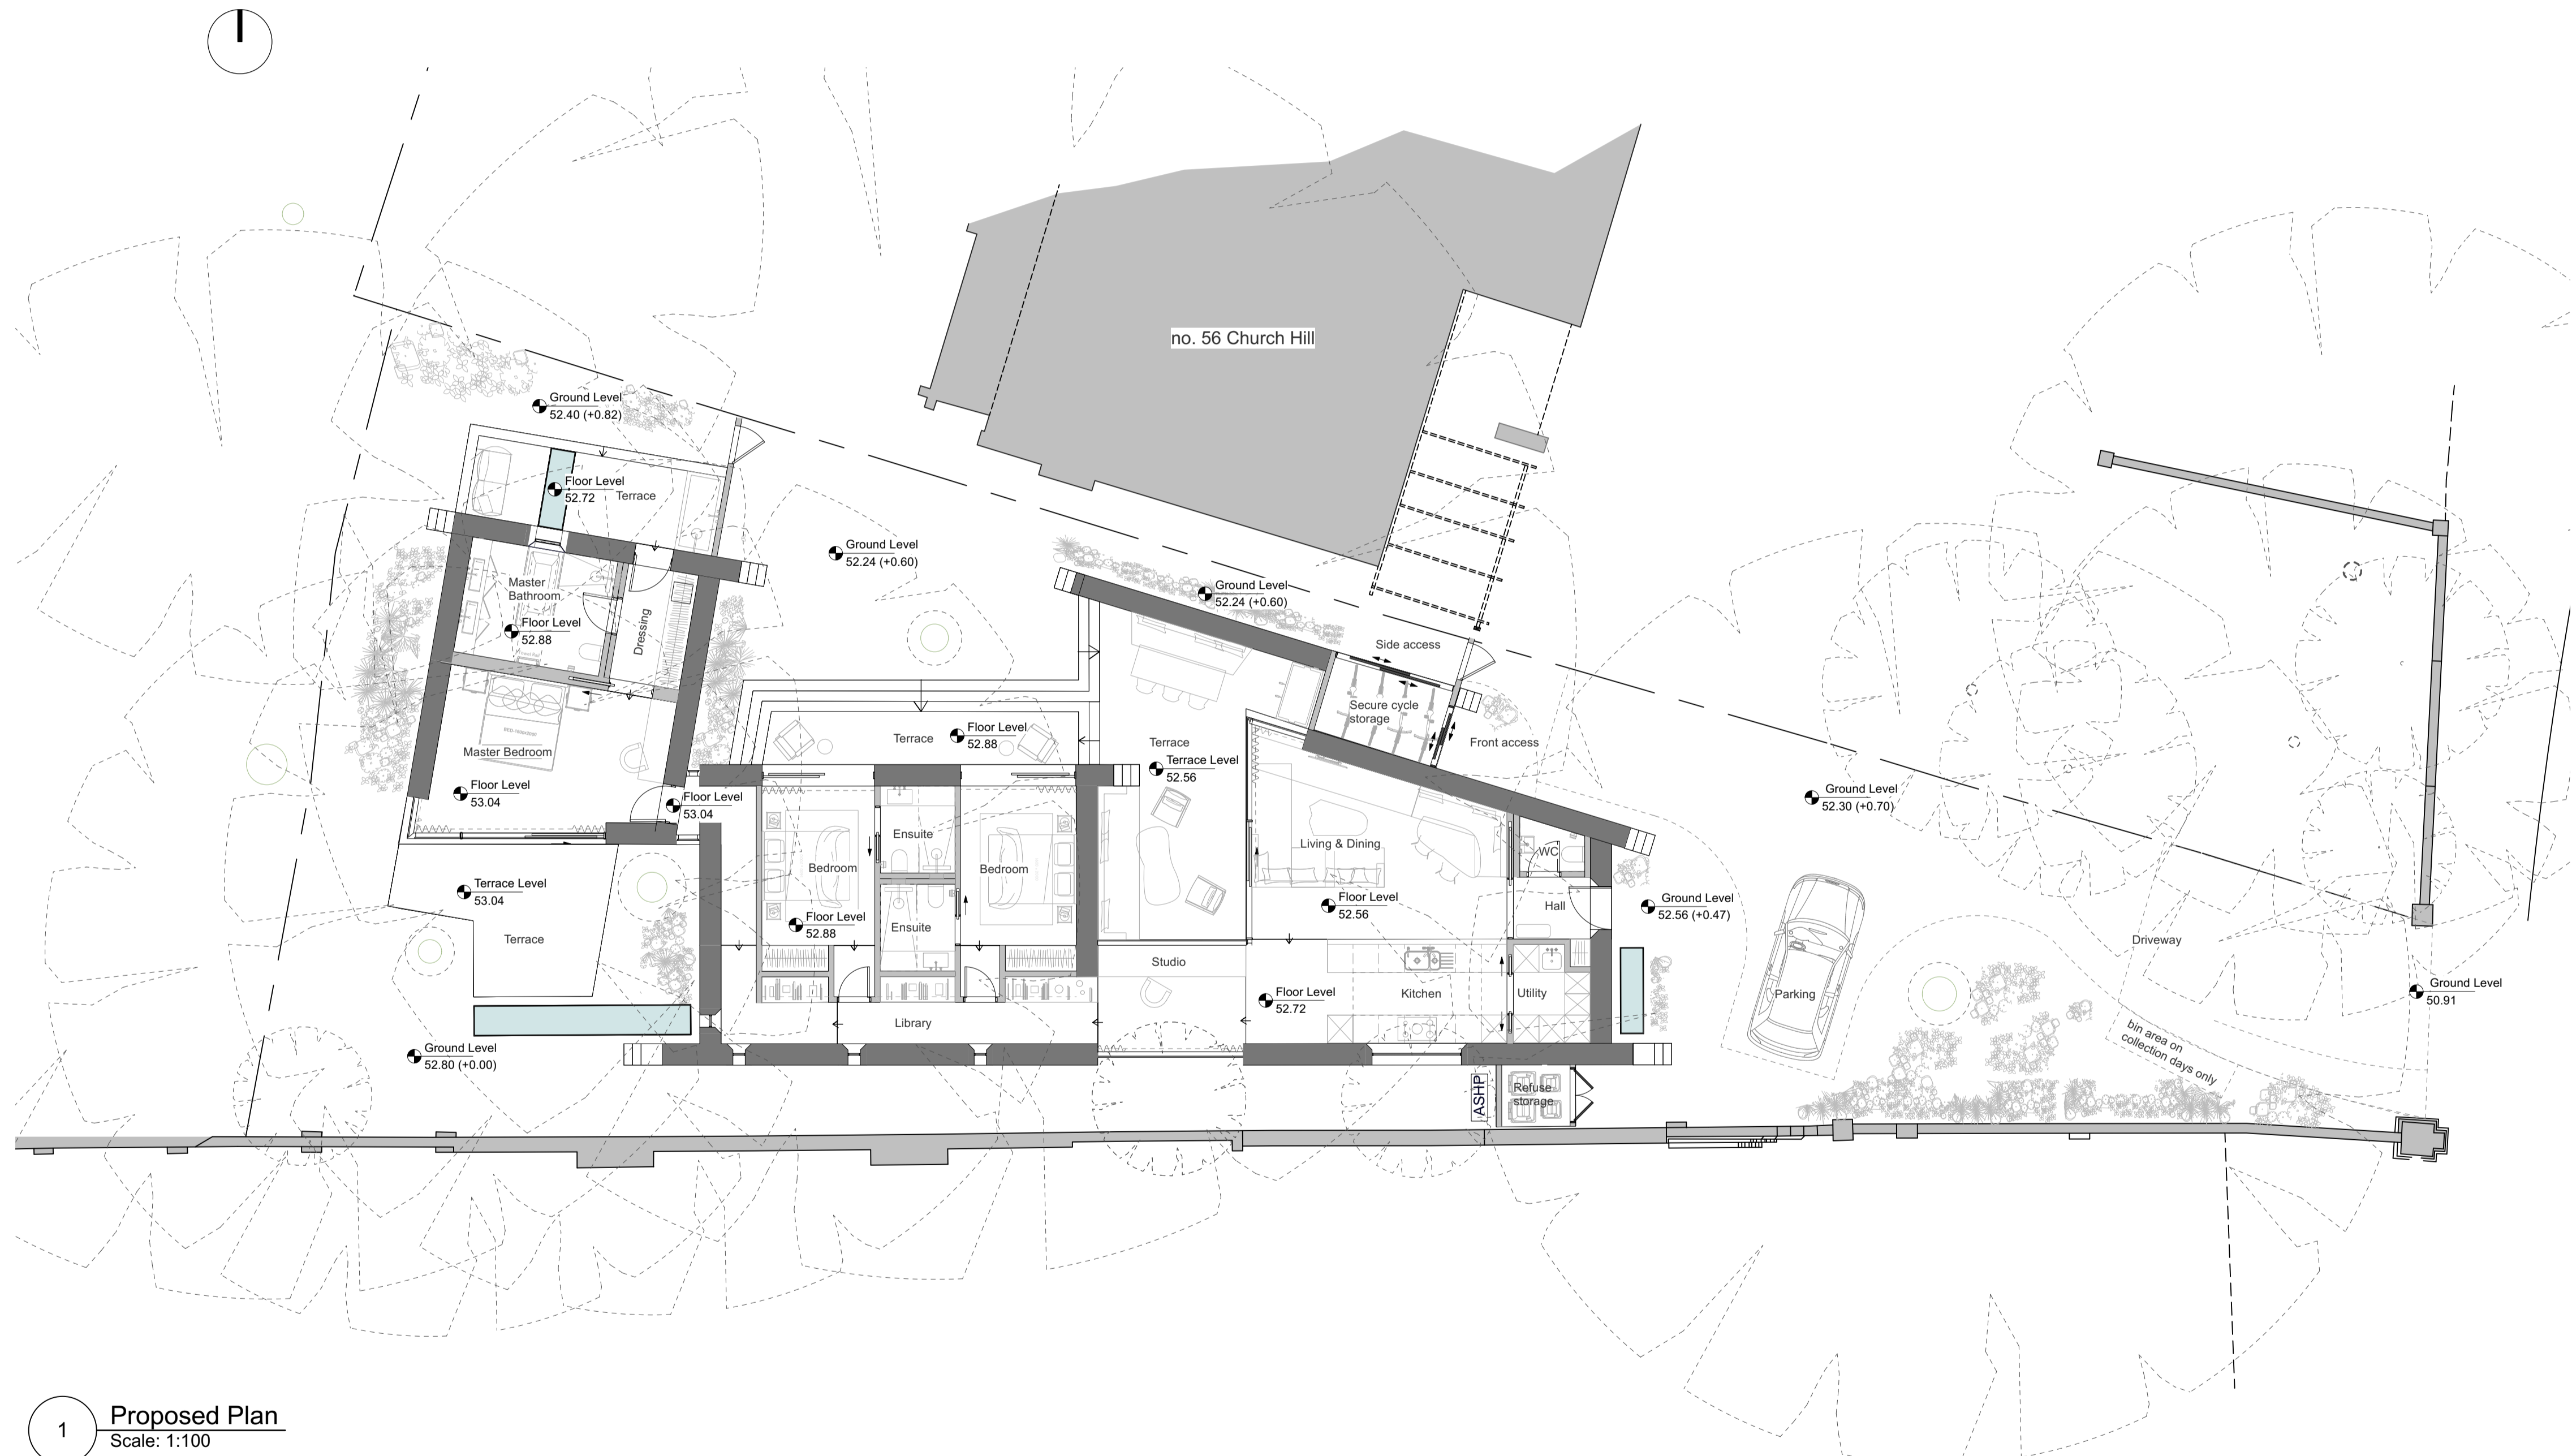 no. 56 Church Hill
Ground Level
52.40 (+0.82)
Floor Level
52.72
Terrace
Ground Level
52.24 (+0.60)
Ground Level
52.24 (+0.60)
Master
Bathroom
Floor Level
52.88
Dressing
Side access
Secure cycle
storage
Front access
Master Bedroom
Floor Level
53.04
Floor Level
53.04
Terrace
Floor Level
52.88
Terrace
Terrace Level
52.56
Ground Level
52.30 (+0.70)
Bedroom
Ensuite
Bedroom
Floor Level
52.88
Ensuite
Living & Dining
Floor Level
52.56
WC
Hall
Ground Level
52.56 (+0.47)
Terrace Level
53.04
Terrace
Studio
Floor Level
52.72
Kitchen
Utility
Library
Parking
Driveway
Ground Level
50.91
bin area on
collection days only
Ground Level
52.80 (+0.00)
ASHP
Refuse
storage
1
Proposed Plan
Scale: 1:100